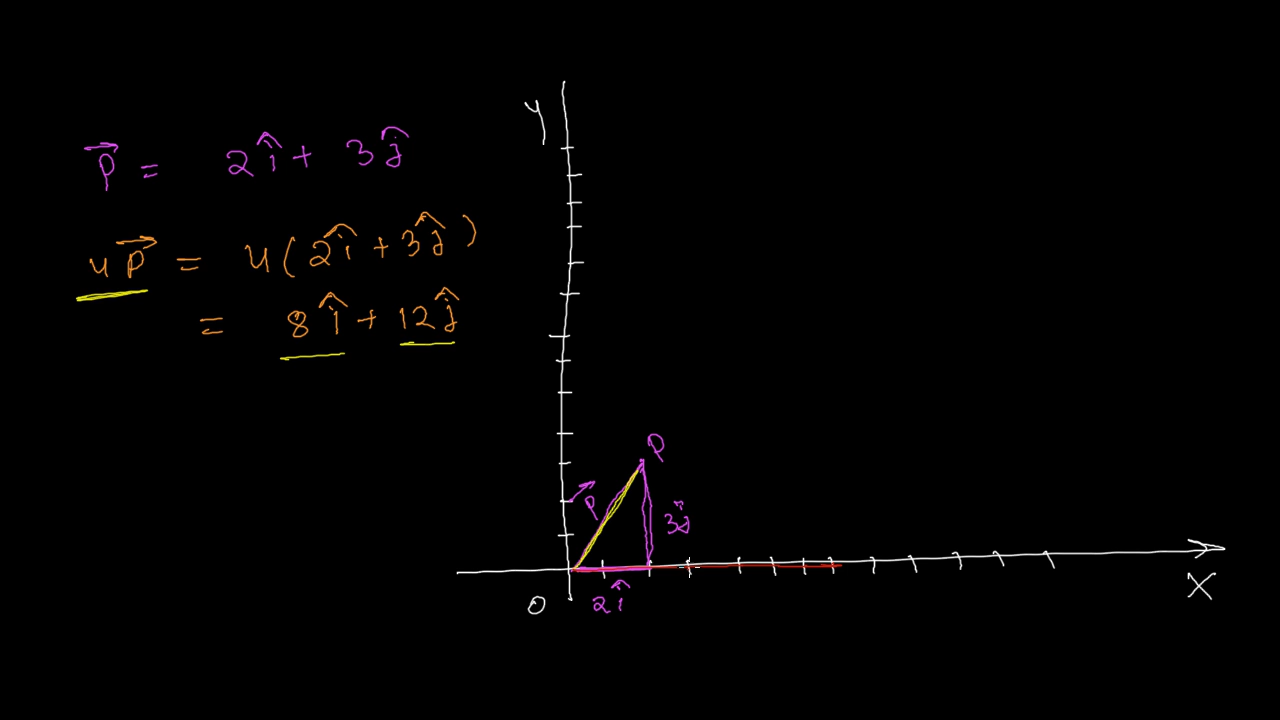 Y
P⃗ = 2î + 3ĵ
4P⃗ = 4(2î + 3ĵ)
= 8î + 12ĵ
P
P⃗
3ĵ
2î
O
X